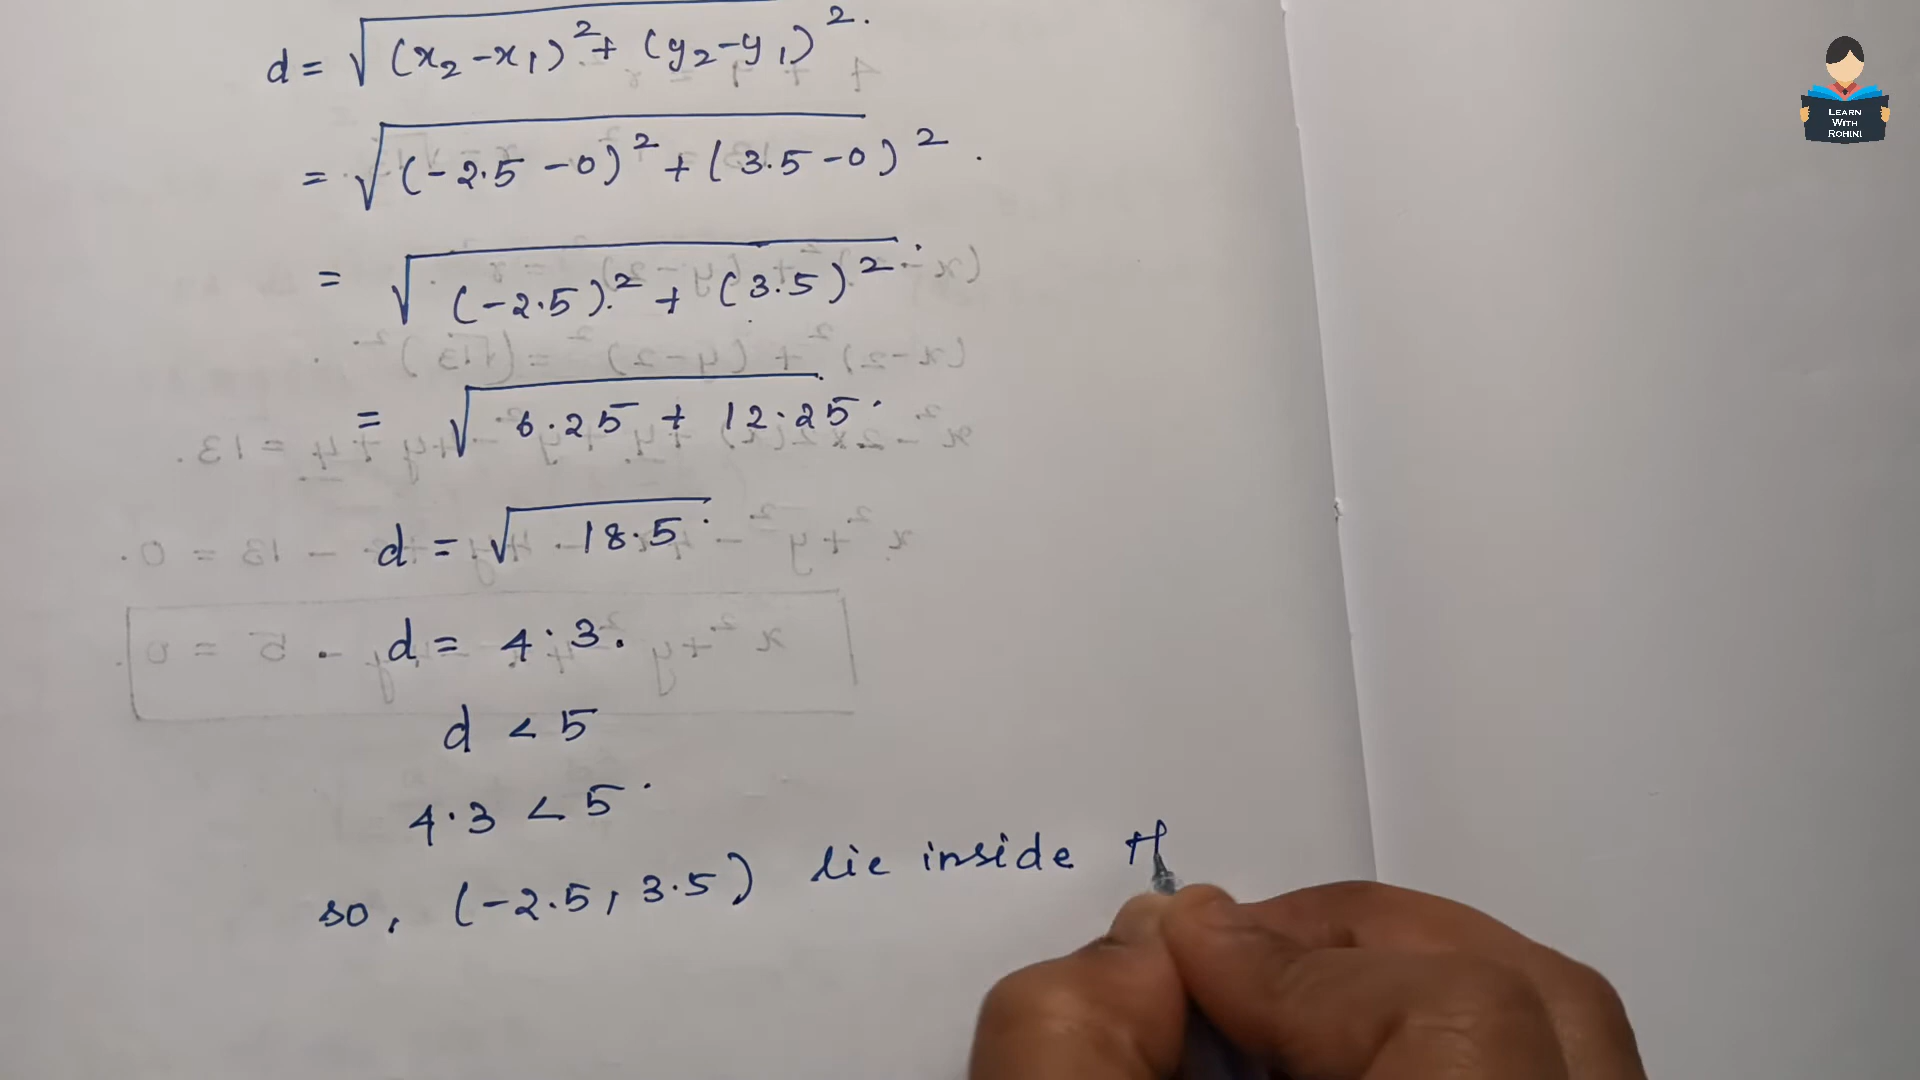 d = √(x₂-x₁)² + (y₂-y₁)².
= √(-2.5-0)² + (3.5-0)².
= √(-2.5)² + (3.5)².
= √6.25 + 12.25.
d = √18.5.
d = 4.3.
d < 5
4.3 < 5.
so, (-2.5, 3.5) lie inside
LEARN
WITH
ROHINI